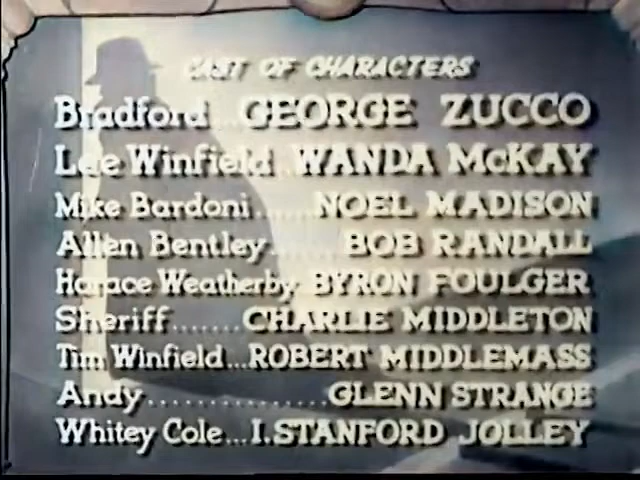 CAST OF CHARACTERS
Bradford...GEORGE ZUCCO
Lee Winfield..WANDA McKAY
Mike Bardoni......NOEL MADISON
Allen Bentley.......BOB RANDALL
Horace Weatherby BYRON FOULGER
Sheriff.......CHARLIE MIDDLETON
Tim Winfield...ROBERT MIDDLEMASS
Andy...............GLENN STRANGE
Whitey Cole...I.STANFORD JOLLEY